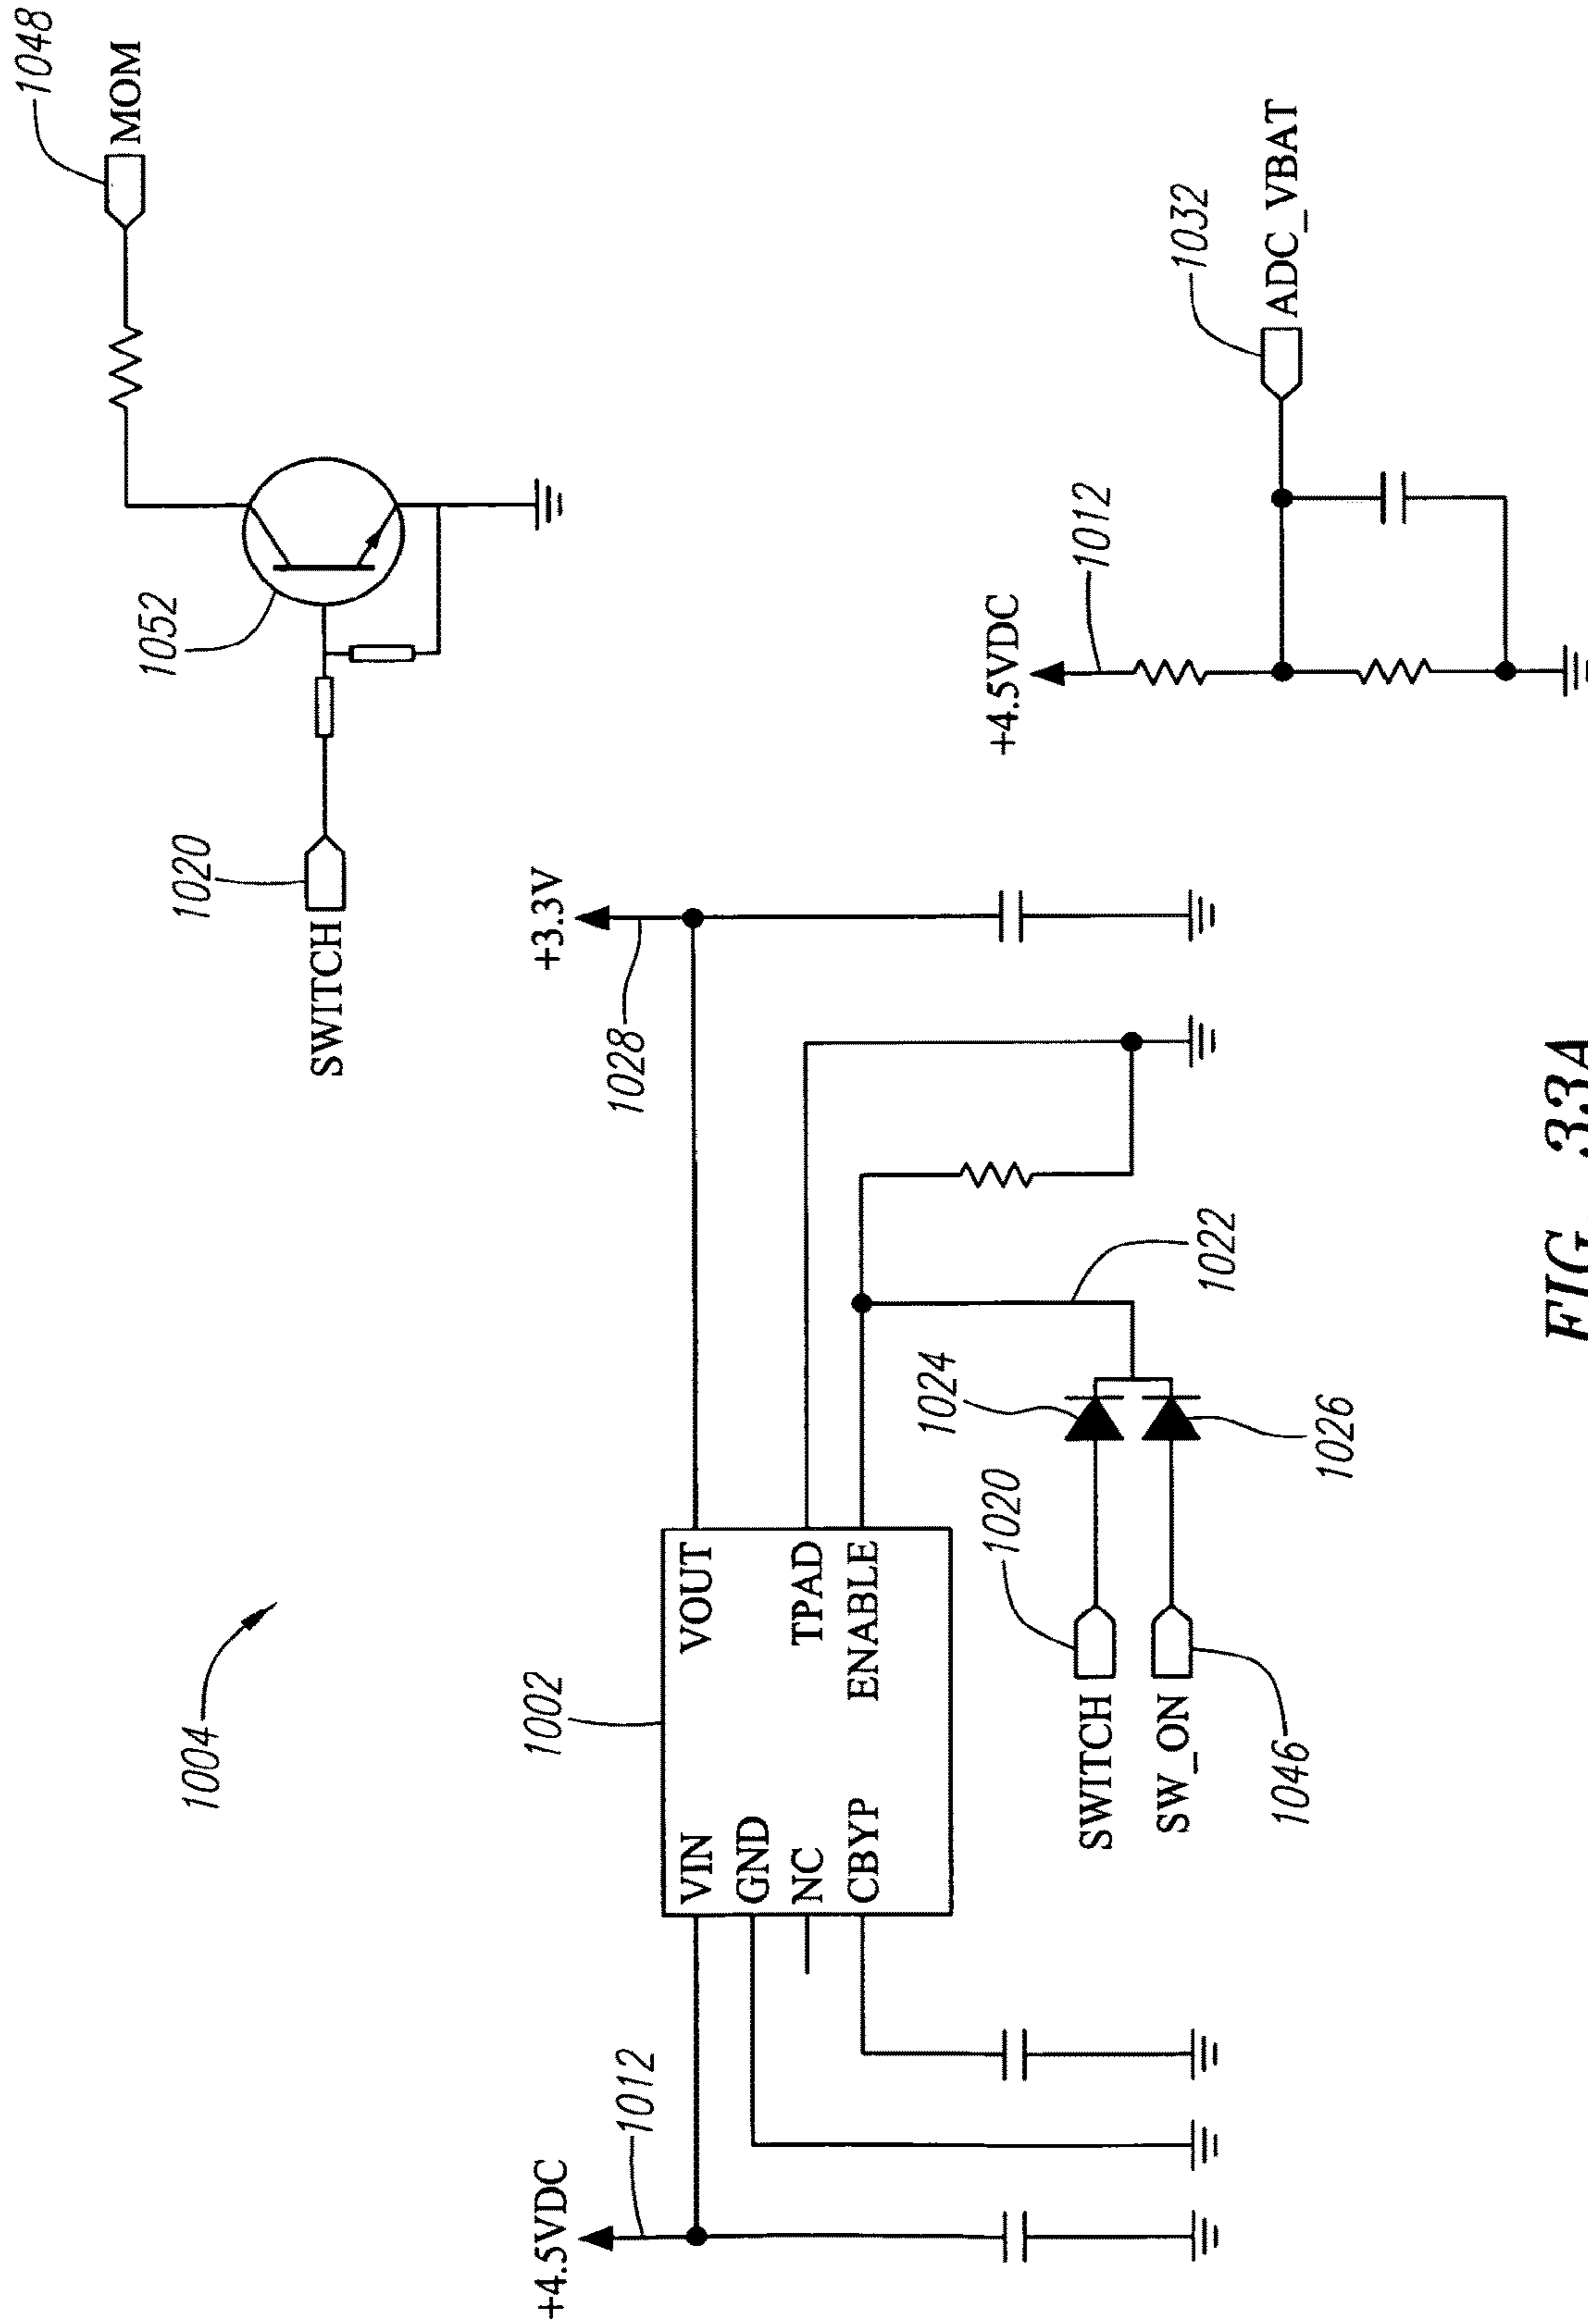 1004
1048
MOM
1052
1020
SWITCH
+4.5VDC
1012
1002
VIN
GND
NC
CBYP
VOUT
TPAD
ENABLE
+3.3V
1028
1020
1024
SWITCH
SW_ON
1046
1026
1022
+4.5VDC
1012
1032
ADC_VBAT
FIG. 33A